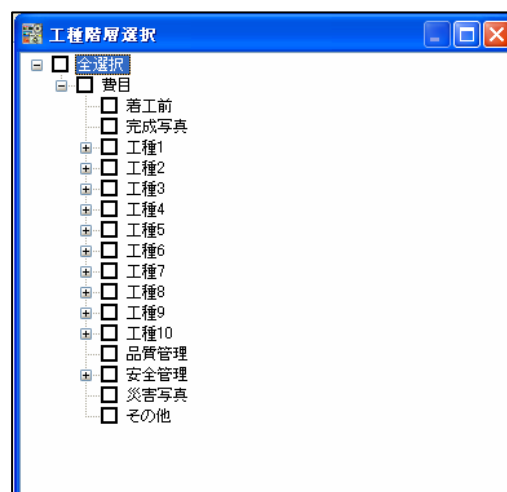 工種階層選択
全選択
費目
着工前
完成写真
工種1
工種2
工種3
工種4
工種5
工種6
工種7
工種8
工種9
工種10
品質管理
安全管理
災害写真
その他